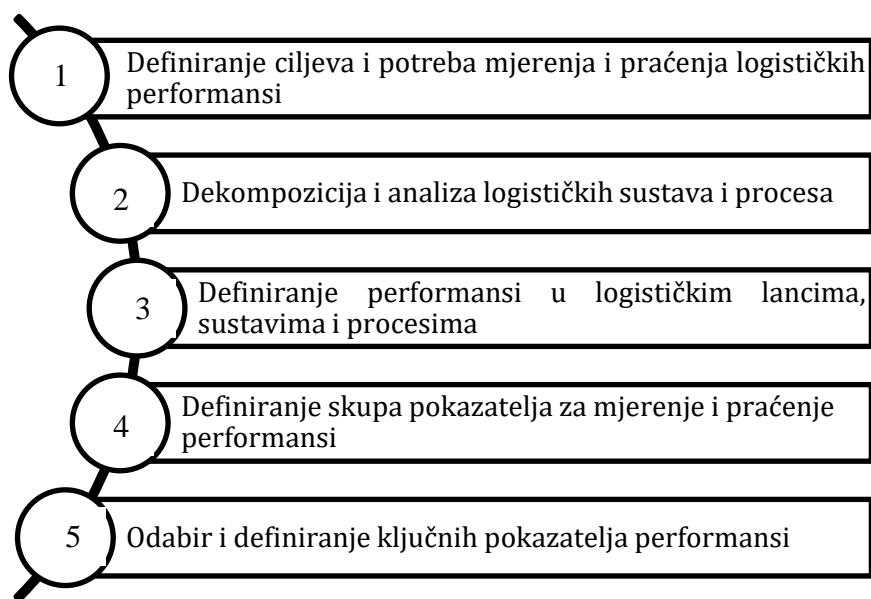 1
Definiranje ciljeva i potreba mjerenja i praćenja logističkih
performansi
2
Dekompozicija i analiza logističkih sustava i procesa
3
Definiranje performansi u logističkim lancima,
sustavima i procesima
4
Definiranje skupa pokazatelja za mjerenje i praćenje
performansi
5
Odabir i definiranje ključnih pokazatelja performansi